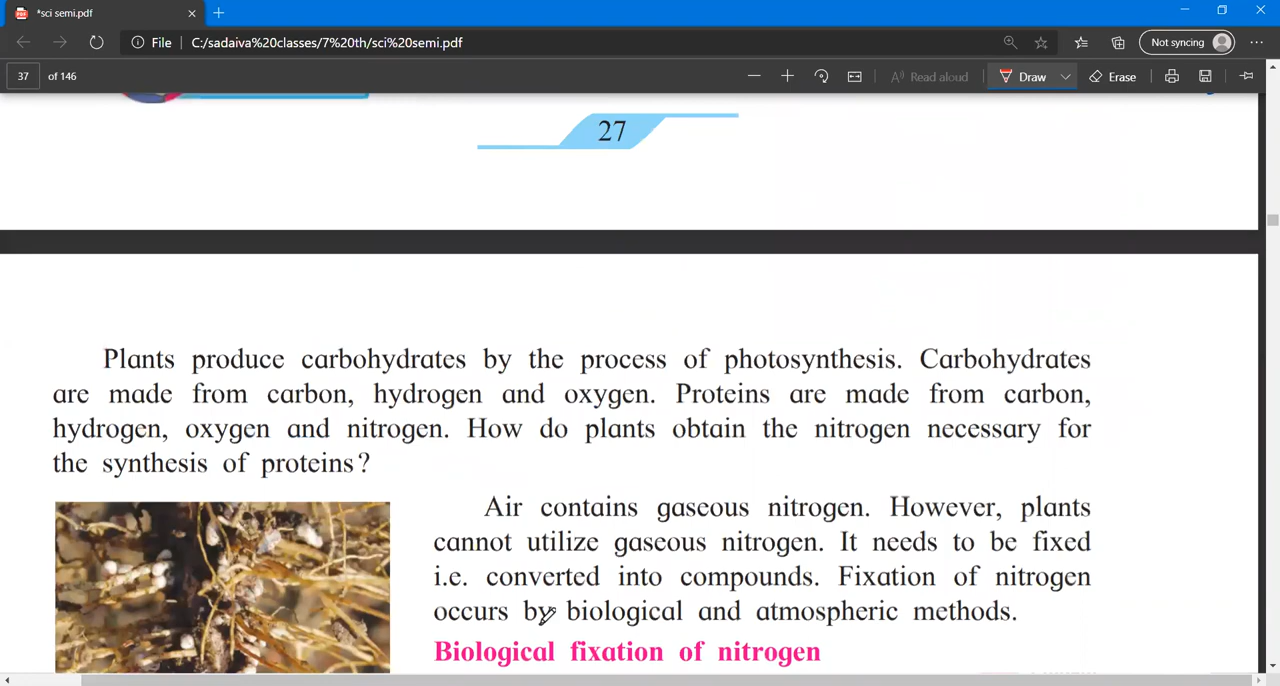 *sci semi.pdf
File C:/sadaiva%20classes/7%20th/sci%20semi.pdf Not syncing
37 of 146 Read aloud Draw Erase
27
Plants produce carbohydrates by the process of photosynthesis. Carbohydrates
are made from carbon, hydrogen and oxygen. Proteins are made from carbon,
hydrogen, oxygen and nitrogen. How do plants obtain the nitrogen necessary for
the synthesis of proteins?
Air contains gaseous nitrogen. However, plants
cannot utilize gaseous nitrogen. It needs to be fixed
i.e. converted into compounds. Fixation of nitrogen
occurs by biological and atmospheric methods.
Biological fixation of nitrogen